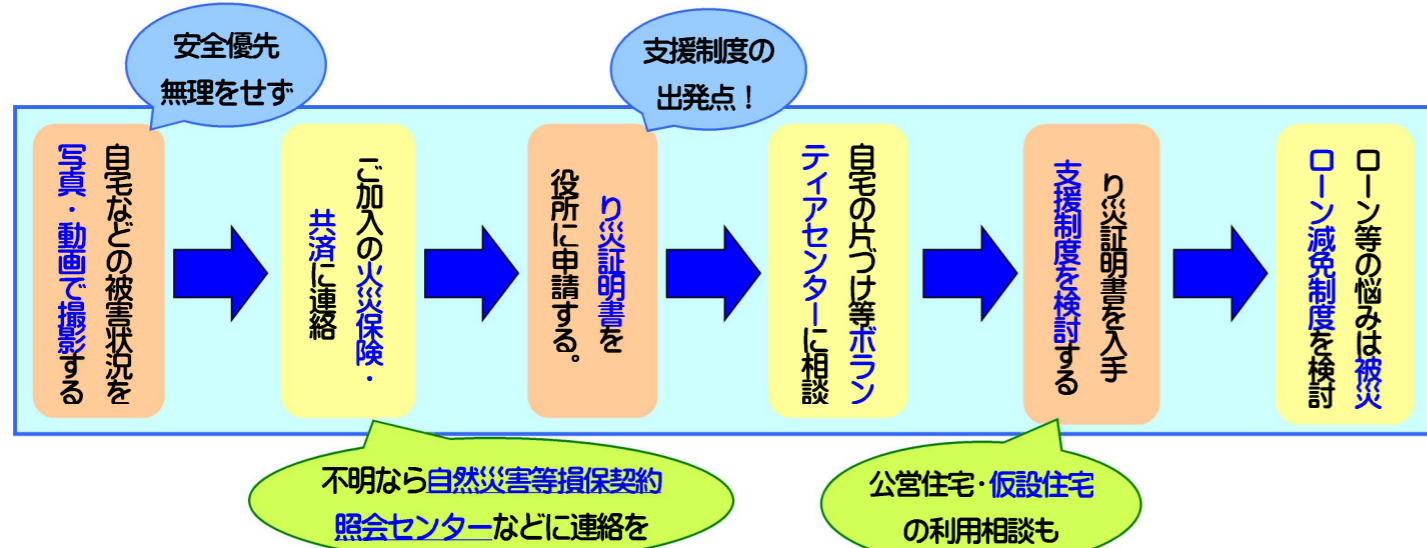 安全優先
無理をせず
支援制度の
出発点！
自宅などの被害状況を
写真・動画で撮影する
ご加入の火災保険・
共済に連絡
り災証明書を
役所に申請する。
自宅の片づけ等ボラン
ティアセンターに相談
り災証明書を入手
支援制度を検討する
ローン等の悩みは被災
ローン減免制度を検討
不明なら自然災害等損保契約
照会センターなどに連絡を
公営住宅・仮設住宅
の利用相談も